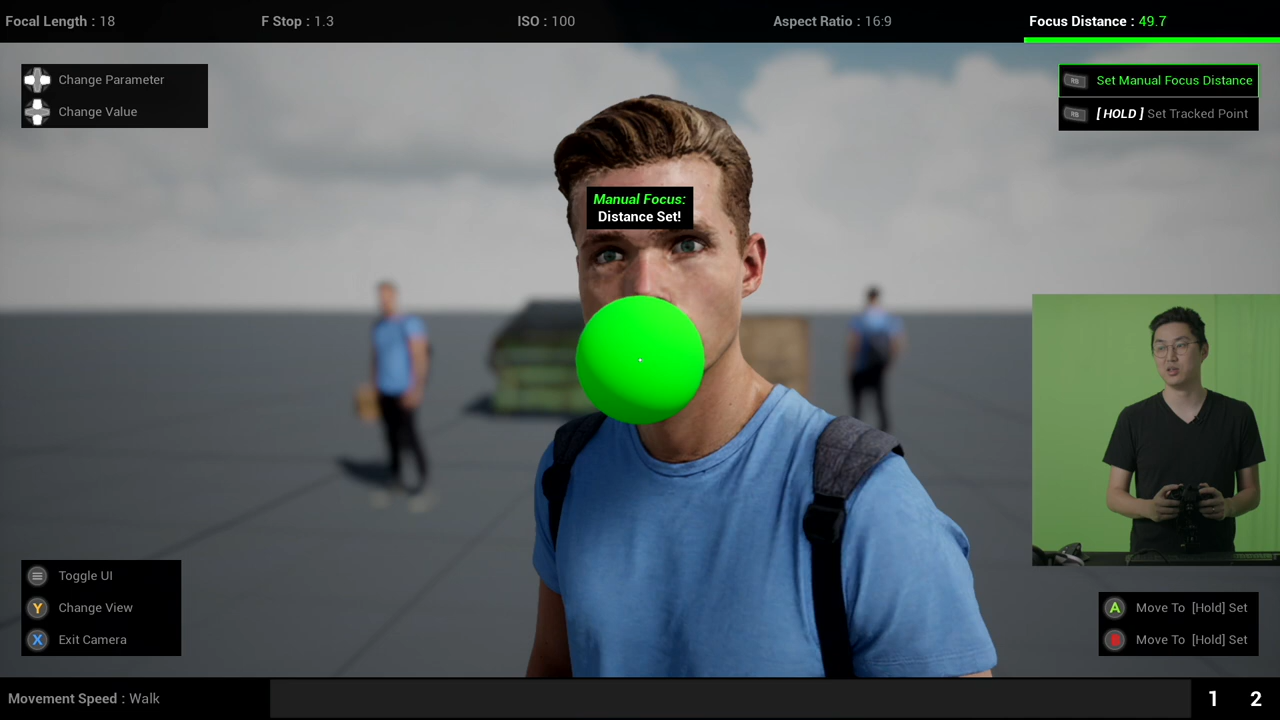 Focal Length : 18
F Stop : 1.3
ISO : 100
Aspect Ratio : 16:9
Focus Distance : 49.7
Change Parameter
Change Value
RB Set Manual Focus Distance
RB [ HOLD ] Set Tracked Point
Manual Focus:
Distance Set!
Toggle UI
Y Change View
X Exit Camera
A Move To [Hold] Set
B Move To [Hold] Set
Movement Speed : Walk
1 2